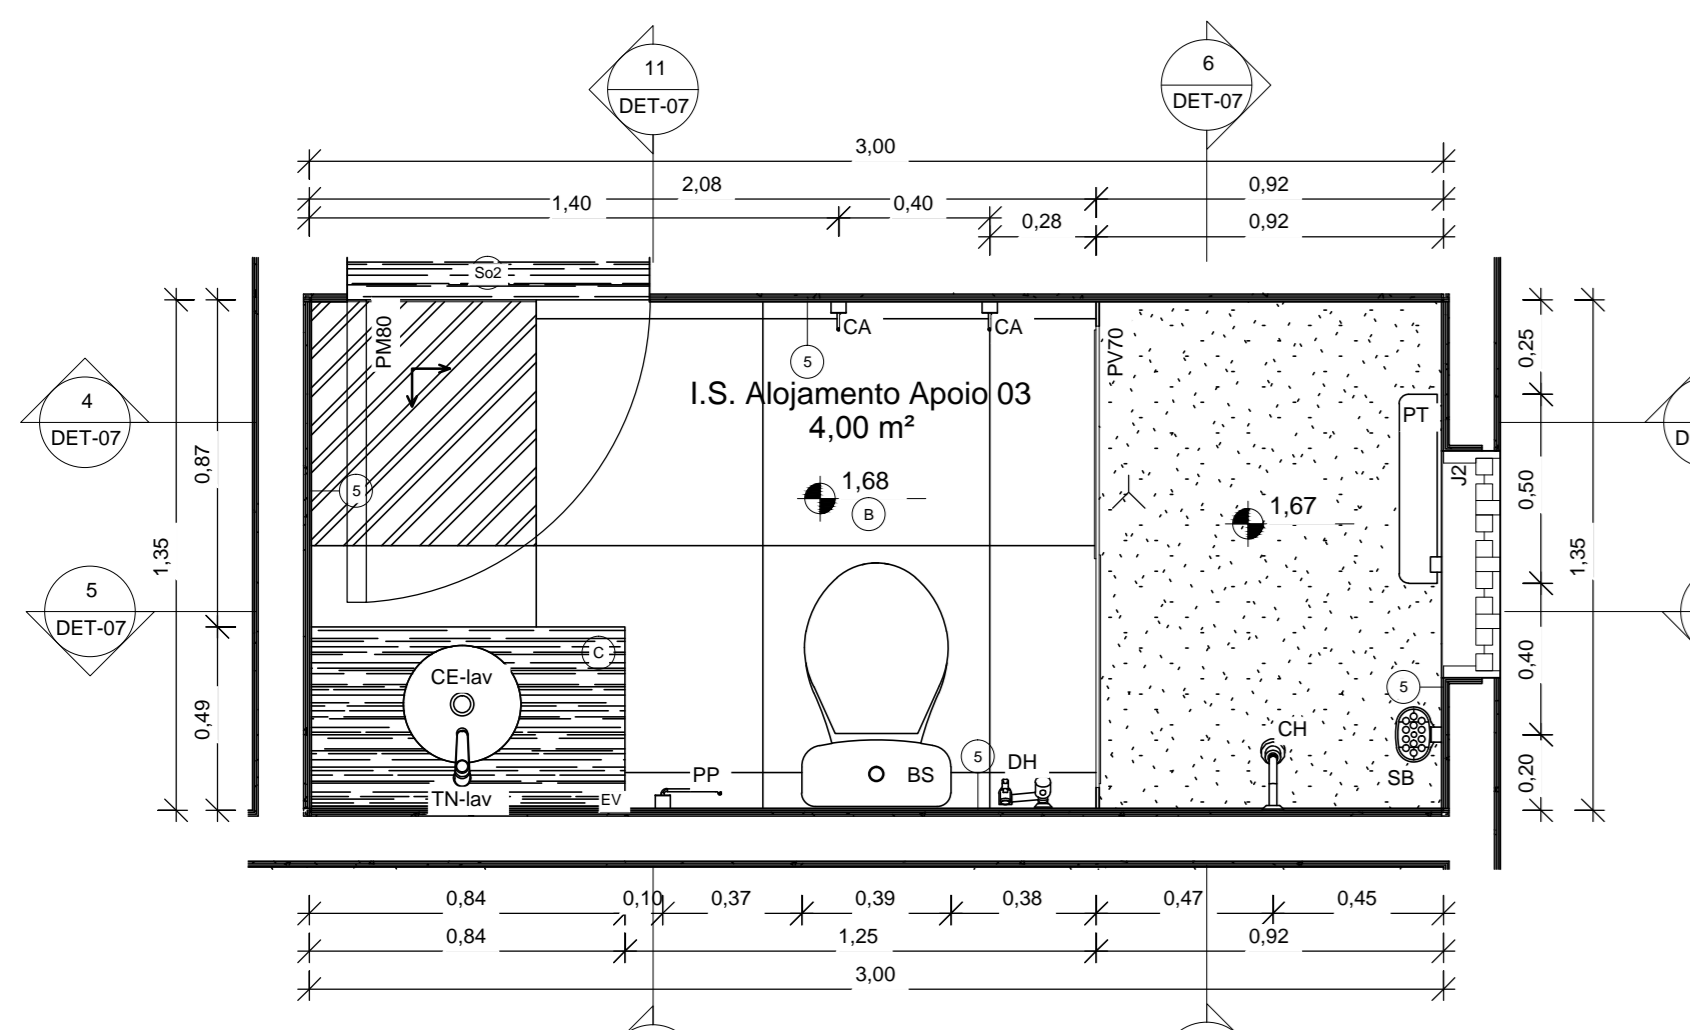 11
DET-07
6
DET-07
3,00
2,08
0,92
1,40
0,40
0,28
0,92
So2
PM80
CA
CA
5
PV70
I.S. Alojamento Apoio 03
4,00 m²
PT
0,25
4
DET-07
0,87
5
1,68
B
1,67
J2
0,50
1,35
1,35
5
DET-07
C
CE-lav
0,49
0,40
5
CH
5
DH
BS
PP
SB
0,20
TN-lav
EV
0,84
0,10
0,37
0,39
0,38
0,47
0,45
0,84
1,25
0,92
3,00